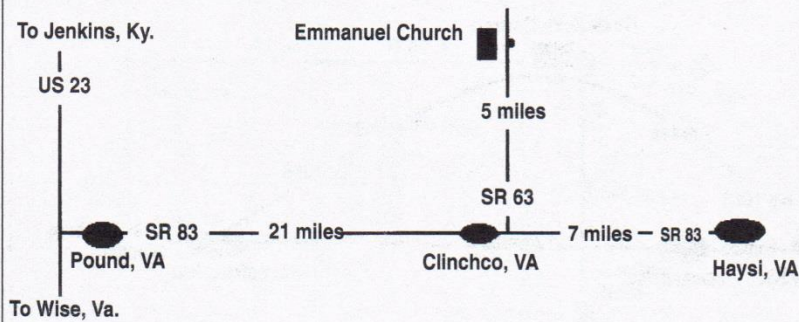 To Jenkins, Ky.
Emmanuel Church
US 23
5 miles
SR 63
SR 83
21 miles
7 miles
SR 83
Pound, VA
Clinchco, VA
Haysi, VA
To Wise, Va.